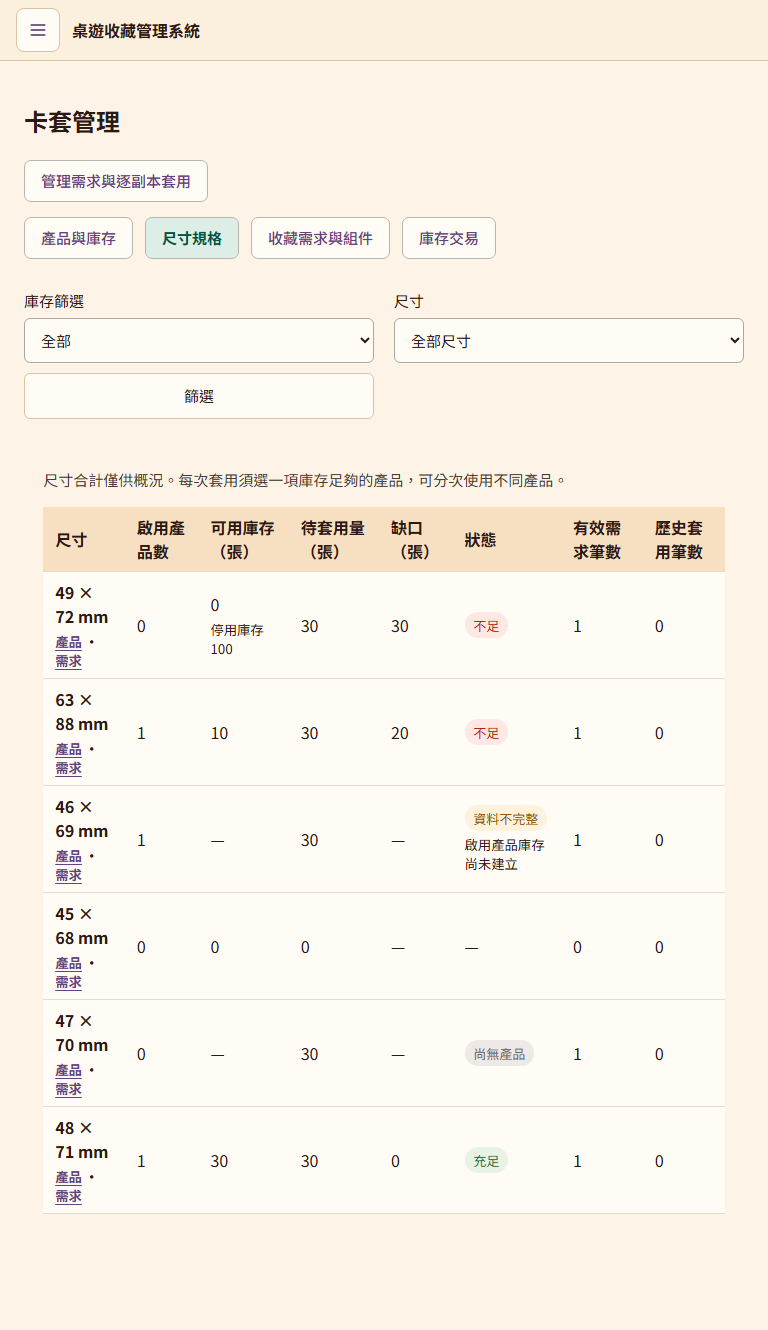 桌遊收藏管理系統
卡套管理
管理需求與逐副本套用
產品與庫存 尺寸規格 收藏需求與組件 庫存交易
庫存篩選 尺寸
全部 全部尺寸
篩選
尺寸合計僅供概況。每次套用須選一項庫存足夠的產品，可分次使用不同產品。
尺寸 啟用產品數 可用庫存（張） 待套用量（張） 缺口（張） 狀態 有效需求筆數 歷史套用筆數
49 ×
72 mm
產品・
需求
0
0
停用庫存
100
30 30 不足 1 0
63 ×
88 mm
產品・
需求
1 10 30 20 不足 1 0
46 ×
69 mm
產品・
需求
1 — 30 —
資料不完整
啟用產品庫存
尚未建立
1 0
45 ×
68 mm
產品・
需求
0 0 0 — — 0 0
47 ×
70 mm
產品・
需求
0 — 30 — 尚無產品 1 0
48 ×
71 mm
產品・
需求
1 30 30 0 充足 1 0